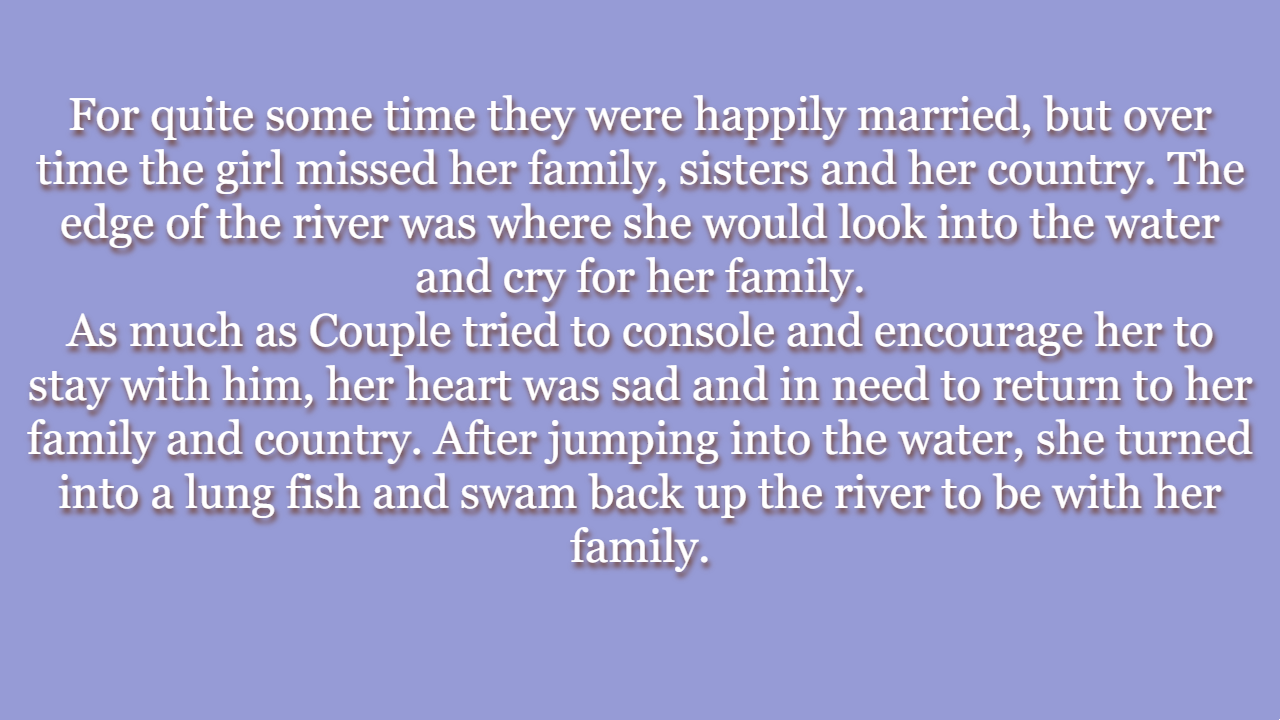 For quite some time they were happily married, but over
time the girl missed her family, sisters and her country. The
edge of the river was where she would look into the water
and cry for her family.
As much as Couple tried to console and encourage her to
stay with him, her heart was sad and in need to return to her
family and country. After jumping into the water, she turned
into a lung fish and swam back up the river to be with her
family.